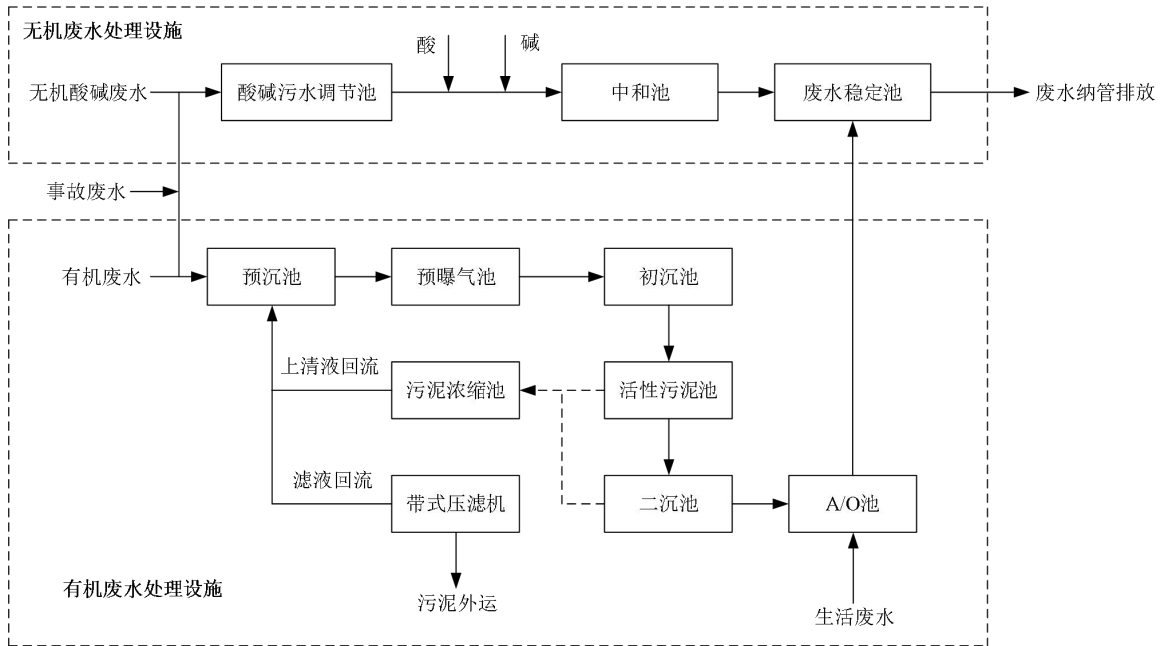 无机废水处理设施
酸
碱
无机酸碱废水
酸碱污水调节池
中和池
废水稳定池
废水纳管排放
事故废水
有机废水
预沉池
预曝气池
初沉池
上清液回流
污泥浓缩池
活性污泥池
滤液回流
带式压滤机
二沉池
A/O池
有机废水处理设施
污泥外运
生活废水